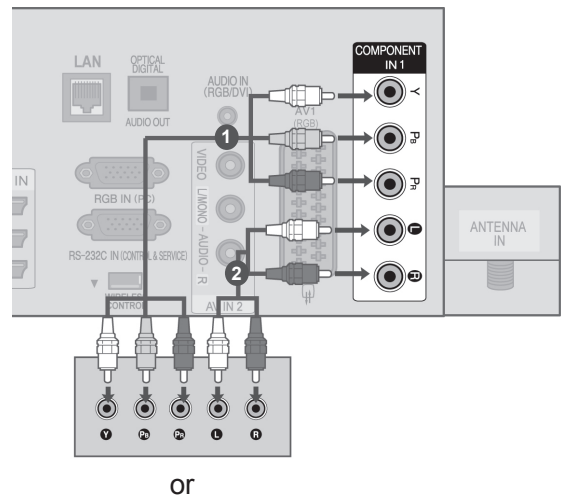 COMPONENT
IN 1
LAN
OPTICAL
DIGITAL
AUDIO OUT
AUDIO IN
(RGB/DVI)
AV1
(RGB)
Y
PB
PR
L
R
1
VIDEO
L/MONO - AUDIO - R
IN
RGB IN (PC)
RS-232C IN (CONTROL & SERVICE)
2
WIRELESS
CONTROL
AV IN 2
ANTENNA
IN
Y PB PR L R
or